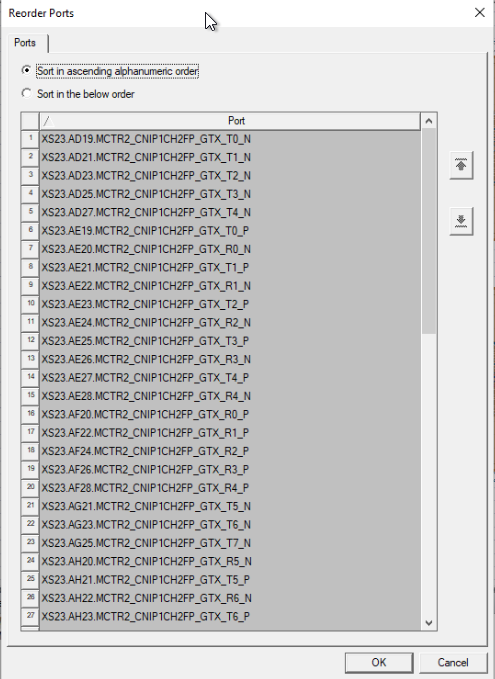 Reorder Ports
Ports
Sort in ascending alphanumeric order
Sort in the below order
/ Port
1 XS23.AD19.MCTR2_CNIP1CH2FP_GTX_T0_N
2 XS23.AD21.MCTR2_CNIP1CH2FP_GTX_T1_N
3 XS23.AD23.MCTR2_CNIP1CH2FP_GTX_T2_N
4 XS23.AD25.MCTR2_CNIP1CH2FP_GTX_T3_N
5 XS23.AD27.MCTR2_CNIP1CH2FP_GTX_T4_N
6 XS23.AE19.MCTR2_CNIP1CH2FP_GTX_T0_P
7 XS23.AE20.MCTR2_CNIP1CH2FP_GTX_R0_N
8 XS23.AE21.MCTR2_CNIP1CH2FP_GTX_T1_P
9 XS23.AE22.MCTR2_CNIP1CH2FP_GTX_R1_N
10 XS23.AE23.MCTR2_CNIP1CH2FP_GTX_T2_P
11 XS23.AE24.MCTR2_CNIP1CH2FP_GTX_R2_N
12 XS23.AE25.MCTR2_CNIP1CH2FP_GTX_T3_P
13 XS23.AE26.MCTR2_CNIP1CH2FP_GTX_R3_N
14 XS23.AE27.MCTR2_CNIP1CH2FP_GTX_T4_P
15 XS23.AE28.MCTR2_CNIP1CH2FP_GTX_R4_N
16 XS23.AF20.MCTR2_CNIP1CH2FP_GTX_R0_P
17 XS23.AF22.MCTR2_CNIP1CH2FP_GTX_R1_P
18 XS23.AF24.MCTR2_CNIP1CH2FP_GTX_R2_P
19 XS23.AF26.MCTR2_CNIP1CH2FP_GTX_R3_P
20 XS23.AF28.MCTR2_CNIP1CH2FP_GTX_R4_P
21 XS23.AG21.MCTR2_CNIP1CH2FP_GTX_T5_N
22 XS23.AG23.MCTR2_CNIP1CH2FP_GTX_T6_N
23 XS23.AG25.MCTR2_CNIP1CH2FP_GTX_T7_N
24 XS23.AH20.MCTR2_CNIP1CH2FP_GTX_R5_N
25 XS23.AH21.MCTR2_CNIP1CH2FP_GTX_T5_P
26 XS23.AH22.MCTR2_CNIP1CH2FP_GTX_R6_N
27 XS23.AH23.MCTR2_CNIP1CH2FP_GTX_T6_P
OK Cancel